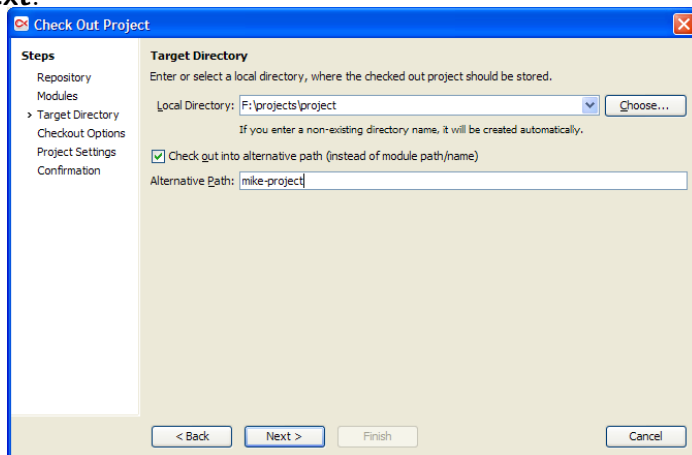 xt.
Check Out Project
Steps
Repository
Modules
› Target Directory
Checkout Options
Project Settings
Confirmation
Target Directory
Enter or select a local directory, where the checked out project should be stored.
Local Directory: F:\projects\project Choose...
If you enter a non-existing directory name, it will be created automatically.
Check out into alternative path (instead of module path/name)
Alternative Path: mike-project
< Back Next > Finish Cancel